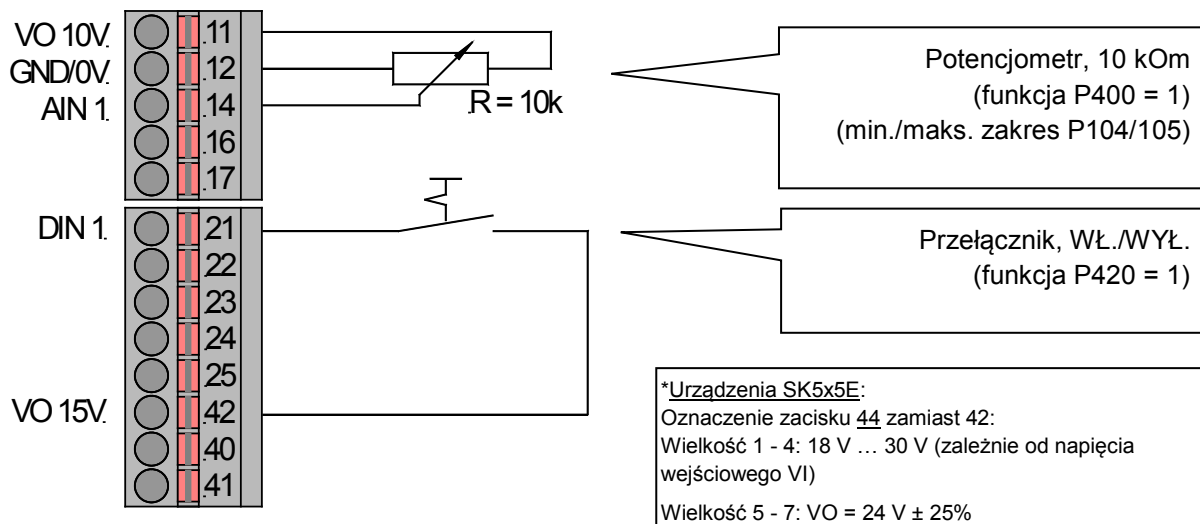 VO 10V.
GND/0V.
AIN 1.
.11
.12
.14
.16
.17
R = 10k
Potencjometr, 10 kOm
(funkcja P400 = 1)
(min./maks. zakres P104/105)
DIN 1.
VO 15V.
.21
.22
.23
.24
.25
.42
.40
.41
Przełącznik, WŁ./WYŁ.
(funkcja P420 = 1)
*Urządzenia SK5x5E:
Oznaczenie zacisku 44 zamiast 42:
Wielkość 1 - 4: 18 V … 30 V (zależnie od napięcia
wejściowego VI)
Wielkość 5 - 7: VO = 24 V ± 25%